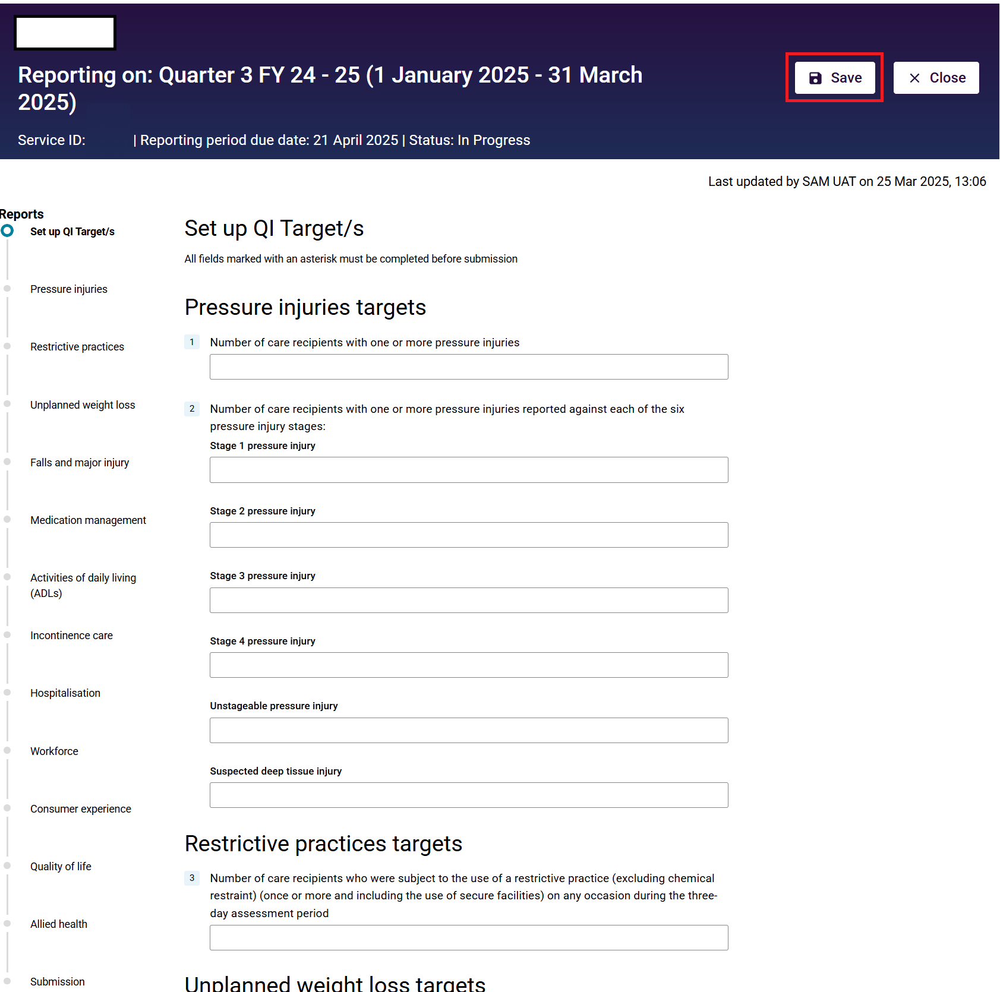 Reporting on: Quarter 3 FY 24 - 25 (1 January 2025 - 31 March
2025)
Save
Close
Service ID: | Reporting period due date: 21 April 2025 | Status: In Progress
Last updated by SAM UAT on 25 Mar 2025, 13:06
Reports
Set up QI Target/s
Pressure injuries
Restrictive practices
Unplanned weight loss
Falls and major injury
Medication management
Activities of daily living
(ADLs)
Incontinence care
Hospitalisation
Workforce
Consumer experience
Quality of life
Allied health
Submission
Set up QI Target/s
All fields marked with an asterisk must be completed before submission
Pressure injuries targets
1 Number of care recipients with one or more pressure injuries
2 Number of care recipients with one or more pressure injuries reported against each of the six
pressure injury stages:
Stage 1 pressure injury
Stage 2 pressure injury
Stage 3 pressure injury
Stage 4 pressure injury
Unstageable pressure injury
Suspected deep tissue injury
Restrictive practices targets
3 Number of care recipients who were subject to the use of a restrictive practice (excluding chemical
restraint) (once or more and including the use of secure facilities) on any occasion during the three-
day assessment period
Unplanned weight loss targets